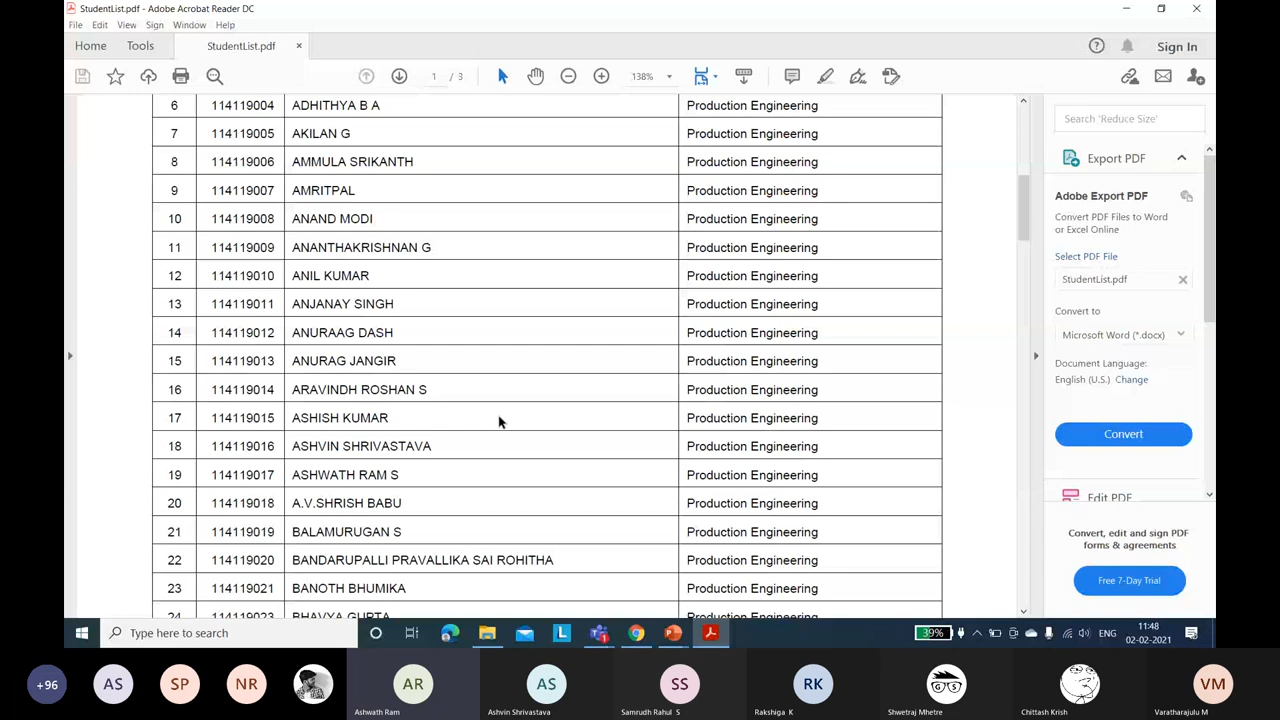 StudentList.pdf - Adobe Acrobat Reader DC
File Edit View Sign Window Help
Home Tools StudentList.pdf × Sign In
1 / 3 138%
6 114119004 ADHITHYA B A Production Engineering
7 114119005 AKILAN G Production Engineering
8 114119006 AMMULA SRIKANTH Production Engineering
9 114119007 AMRITPAL Production Engineering
10 114119008 ANAND MODI Production Engineering
11 114119009 ANANTHAKRISHNAN G Production Engineering
12 114119010 ANIL KUMAR Production Engineering
13 114119011 ANJANAY SINGH Production Engineering
14 114119012 ANURAAG DASH Production Engineering
15 114119013 ANURAG JANGIR Production Engineering
16 114119014 ARAVINDH ROSHAN S Production Engineering
17 114119015 ASHISH KUMAR Production Engineering
18 114119016 ASHVIN SHRIVASTAVA Production Engineering
19 114119017 ASHWATH RAM S Production Engineering
20 114119018 A.V.SHRISH BABU Production Engineering
21 114119019 BALAMURUGAN S Production Engineering
22 114119020 BANDARUPALLI PRAVALLIKA SAI ROHITHA Production Engineering
23 114119021 BANOTH BHUMIKA Production Engineering
24 114119023 BHAVYA GUPTA Production Engineering
Search 'Reduce Size'
Export PDF
Adobe Export PDF
Convert PDF Files to Word
or Excel Online
Select PDF File
StudentList.pdf
Convert to
Microsoft Word (*.docx)
Document Language:
English (U.S.) Change
Convert
Edit PDF
Convert, edit and sign PDF
forms & agreements
Free 7-Day Trial
Type here to search
39%
ENG
11:48
02-02-2021
+96 AS SP NR AR AS SS RK GS VM
Ashwath Ram Ashvin Shrivastava Samrudh Rahul S Rakshiga K Shwetraj Mhetre Chittash Krish Varatharajulu M